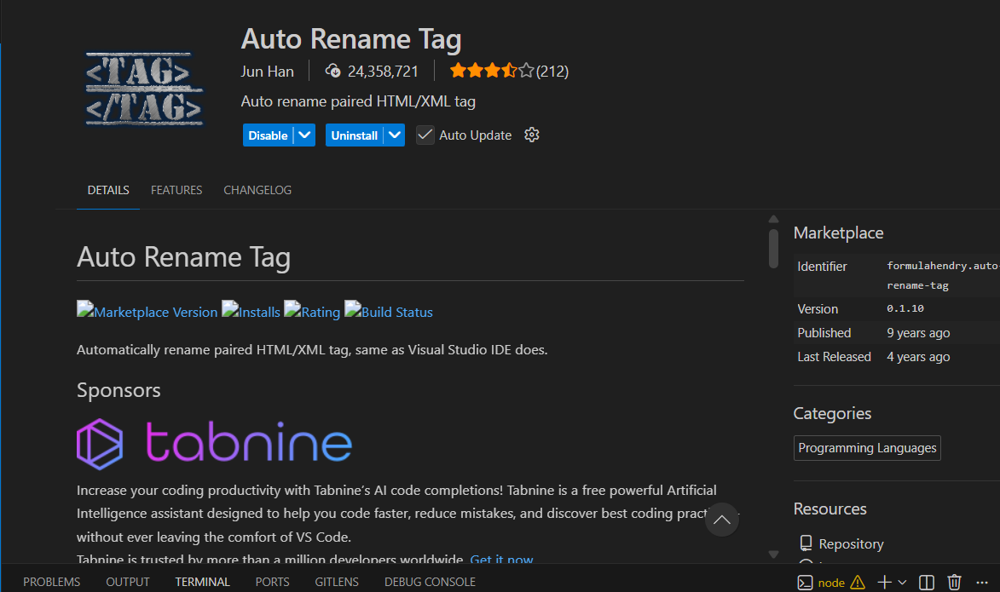 <TAG>
</TAG>
Auto Rename Tag
Jun Han 24,358,721 (212)
Auto rename paired HTML/XML tag
Disable Uninstall Auto Update
DETAILS FEATURES CHANGELOG
Auto Rename Tag
Marketplace Version Installs Rating Build Status
Automatically rename paired HTML/XML tag, same as Visual Studio IDE does.
Sponsors
tabnine
Increase your coding productivity with Tabnine's AI code completions! Tabnine is a free powerful Artificial
Intelligence assistant designed to help you code faster, reduce mistakes, and discover best coding
without ever leaving the comfort of VS Code.
Tabnine is trusted by more than a million developers worldwide. Get it now
Marketplace
Identifier formulahendry.auto-
rename-tag
Version 0.1.10
Published 9 years ago
Last Released 4 years ago
Categories
Programming Languages
Resources
Repository
PROBLEMS OUTPUT TERMINAL PORTS GITLENS DEBUG CONSOLE node